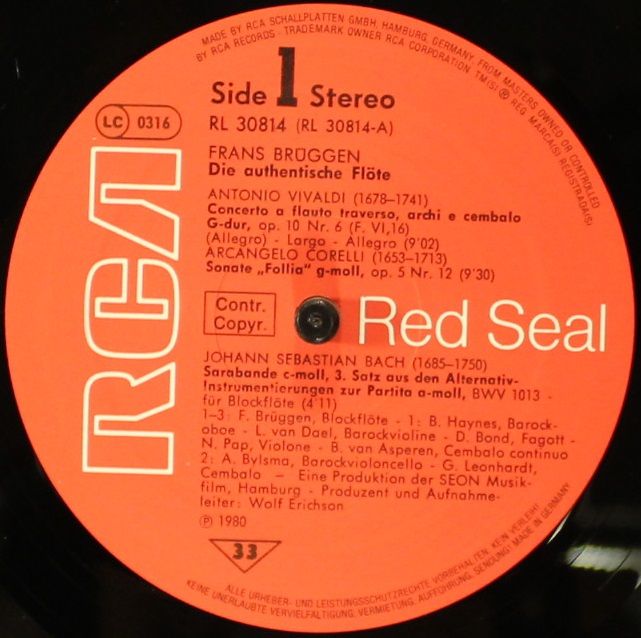 MADE BY RCA SCHALLPLATTEN GMBH, HAMBURG, GERMANY, FROM MASTERS OWNED OR CONTROLLED
BY RCA RECORDS · TRADEMARK OWNER RCA CORPORATION TM(S) ® REG. MARCA(S) REGISTRADA(S)
Side 1 Stereo
LC 0316
RL 30814 (RL 30814-A)
FRANS BRÜGGEN
Die authentische Flöte
ANTONIO VIVALDI (1678–1741)
Concerto a flauto traverso, archi e cembalo
G-dur, op. 10 Nr. 6 (F. VI,16)
(Allegro) - Largo - Allegro (9'02)
ARCANGELO CORELLI (1653–1713)
Sonate „Follia“ g-moll, op. 5 Nr. 12 (9'30)
RCA
Contr.
Copyr.
Red Seal
JOHANN SEBASTIAN BACH (1685–1750)
Sarabande c-moll, 3. Satz aus den Alternativ-
Instrumentierungen zur Partita a-moll, BWV 1013 -
für Blockflöte (4'11)
1–3: F. Brüggen, Blockflöte - 1: B. Haynes, Barock-
oboe - L. van Dael, Barockvioline - D. Bond, Fagott -
N. Pap, Violone - B. van Asperen, Cembalo continuo
2: A. Bylsma, Barockvioloncello - G. Leonhardt,
Cembalo — Eine Produktion der SEON Musik-
film, Hamburg - Produzent und Aufnahme-
leiter: Wolf Erichson
℗ 1980
33
ALLE URHEBER- UND LEISTUNGSSCHUTZRECHTE VORBEHALTEN. KEIN VERLEIH!
KEINE UNERLAUBTE VERVIELFÄLTIGUNG, VERMIETUNG, AUFFÜHRUNG, SENDUNG! MADE IN GERMANY